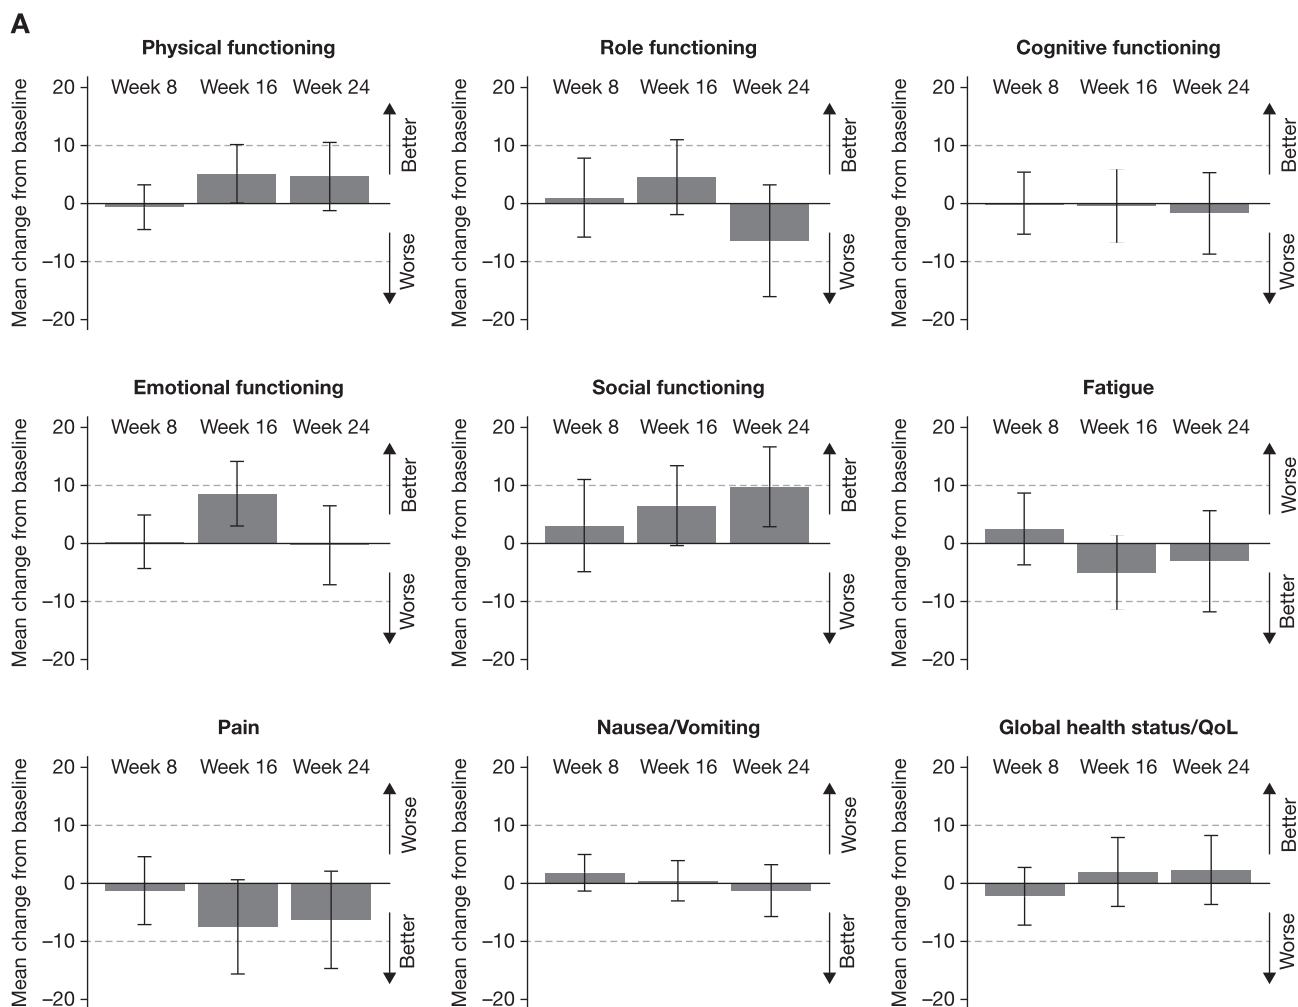 A
Physical functioning
Mean change from baseline
20
10
0
–10
–20
Week 8 Week 16 Week 24
Better
Worse
Role functioning
Mean change from baseline
20
10
0
–10
–20
Week 8 Week 16 Week 24
Better
Worse
Cognitive functioning
Mean change from baseline
20
10
0
–10
–20
Week 8 Week 16 Week 24
Better
Worse
Emotional functioning
Mean change from baseline
20
10
0
–10
–20
Week 8 Week 16 Week 24
Better
Worse
Social functioning
Mean change from baseline
20
10
0
–10
–20
Week 8 Week 16 Week 24
Better
Worse
Fatigue
Mean change from baseline
20
10
0
–10
–20
Week 8 Week 16 Week 24
Worse
Better
Pain
Mean change from baseline
20
10
0
–10
–20
Week 8 Week 16 Week 24
Worse
Better
Nausea/Vomiting
Mean change from baseline
20
10
0
–10
–20
Week 8 Week 16 Week 24
Worse
Better
Global health status/QoL
Mean change from baseline
20
10
0
–10
–20
Week 8 Week 16 Week 24
Better
Worse